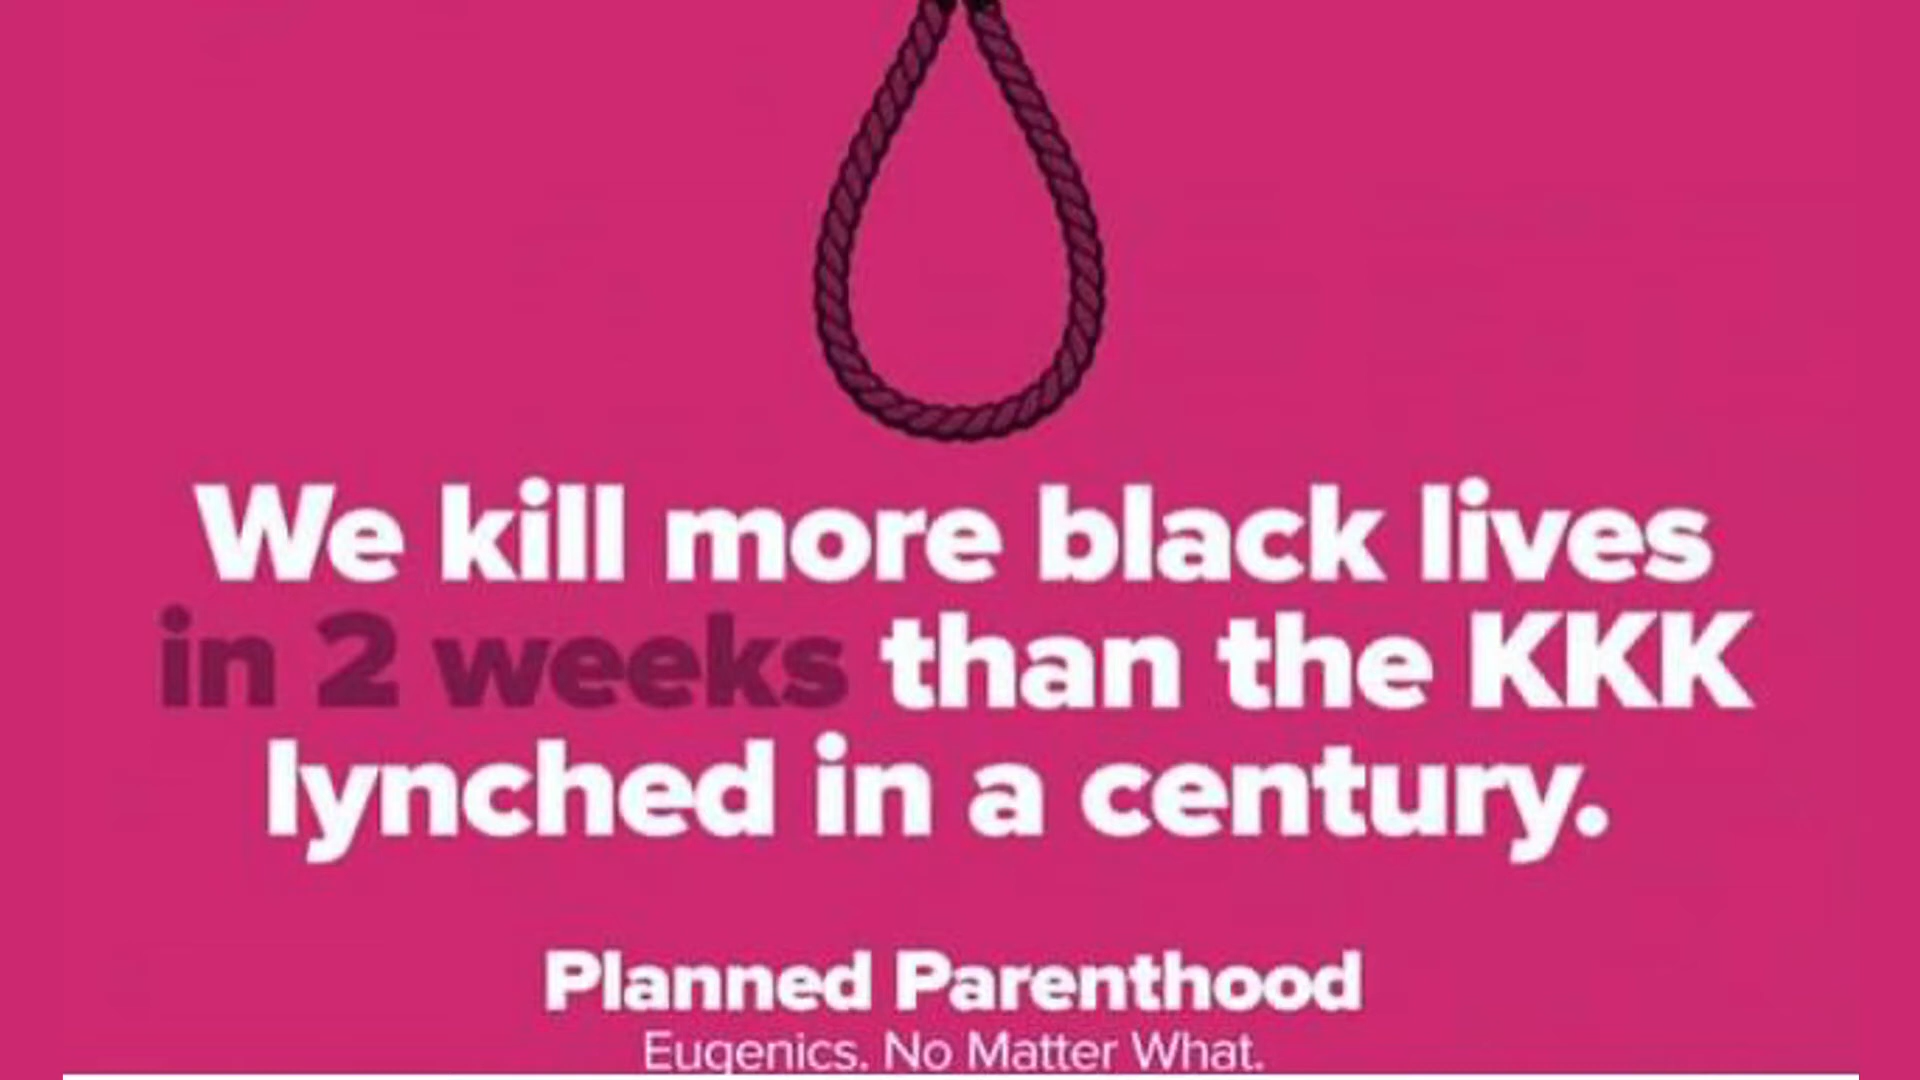 We kill more black lives
in 2 weeks than the KKK
lynched in a century.
Planned Parenthood
Eugenics. No Matter What.